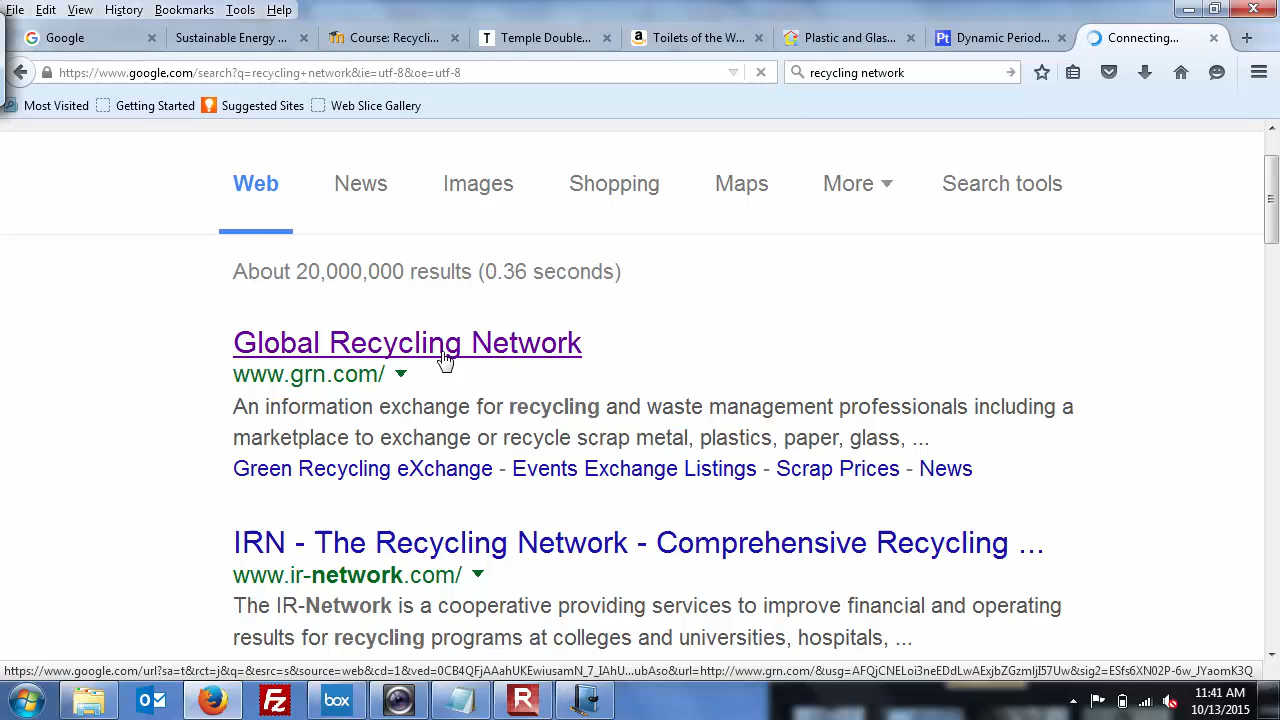 File Edit View History Bookmarks Tools Help
Google Sustainable Energy ... Course: Recycli... Temple Double... Toilets of the W... Plastic and Glas... Dynamic Period... Connecting...
https://www.google.com/search?q=recycling+network&ie=utf-8&oe=utf-8 recycling network
Most Visited Getting Started Suggested Sites Web Slice Gallery
Web News Images Shopping Maps More Search tools
About 20,000,000 results (0.36 seconds)
Global Recycling Network
www.grn.com/
An information exchange for recycling and waste management professionals including a
marketplace to exchange or recycle scrap metal, plastics, paper, glass, ...
Green Recycling eXchange - Events Exchange Listings - Scrap Prices - News
IRN - The Recycling Network - Comprehensive Recycling ...
www.ir-network.com/
The IR-Network is a cooperative providing services to improve financial and operating
results for recycling programs at colleges and universities, hospitals, ...
11:41 AM
10/13/2015